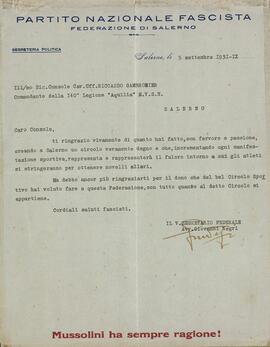 PARTITO NAZIONALE FASCISTA
FEDERAZIONE DI SALERNO
SEGRETERIA POLITICA
Salerno, li 5 settembre 1931-IX
Ill/mo Sig.Console Cav.Uff.RICCARDO
Comandante della 140° Legione "Aquilia" M.V.S.N.
SALERNO
Caro Console,
ti ringrazio vivamente di quanto hai fatto, con fervore e passione,
creando a Salerno un circolo veramente degno e che, incrementando ogni manife
stazione sportiva, rappresenta e rappresenterà il fulcro intorno a cui gli atleti
si stringeranno per ottenere novelli allori.
Ma debbo ancor più ringraziarti per il dono che del bel Circolo Spor
tivo hai voluto fare a questa Federazione, con tutto quanto al detto Circolo si
appartiene.
Cordiali saluti fascisti.
IL V.SEGRETARIO FEDERALE
Avv.Giovanni Negri
Mussolini ha sempre ragione!